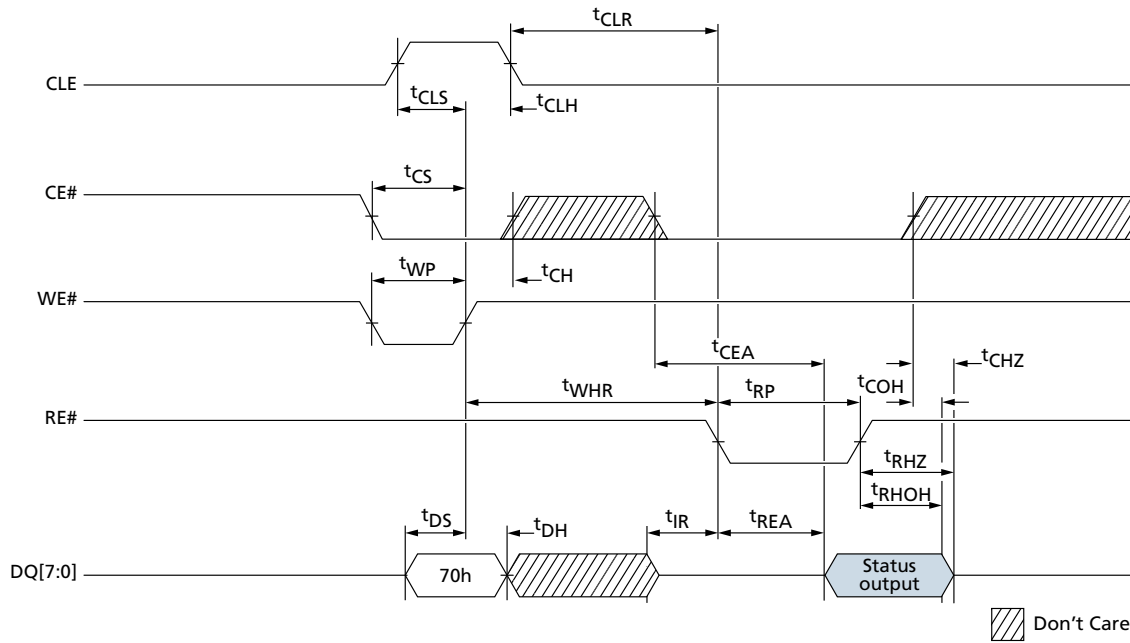 tCLR
CLE
tCLS
tCLH
CE#
tCS
tCH
WE#
tWP
tCEA
tCHZ
tCOH
tWHR
tRP
RE#
tRHZ
tRHOH
tDS
tDH
tIR
tREA
DQ[7:0]
70h
Status
output
Don't Care